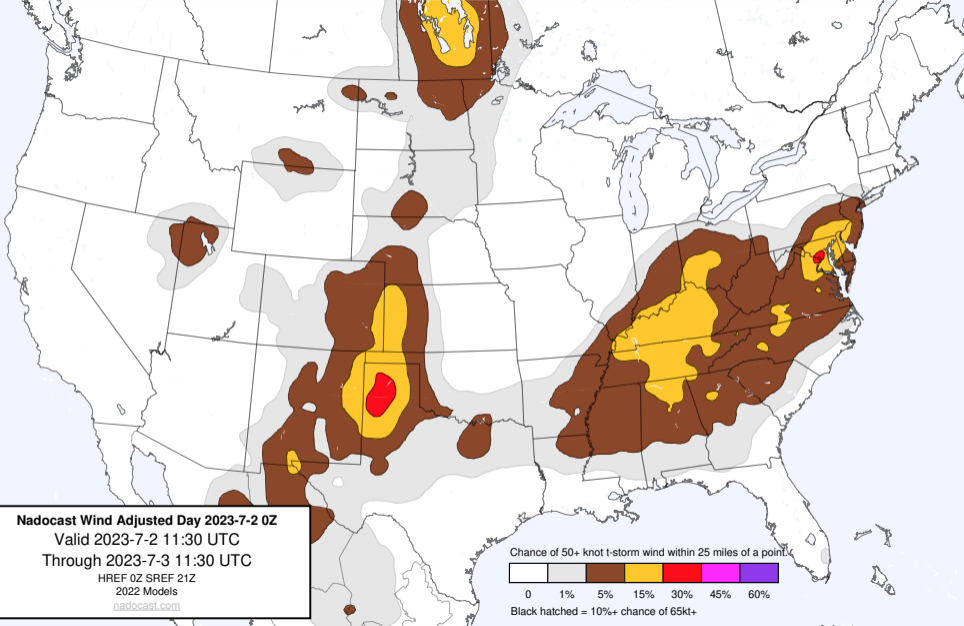 Nadocast Wind Adjusted Day 2023-7-2 0Z
Valid 2023-7-2 11:30 UTC
Through 2023-7-3 11:30 UTC
HREF 0Z SREF 21Z
2022 Models
nadocast.com
Chance of 50+ knot t-storm wind within 25 miles of a point.
0 1% 5% 15% 30% 45% 60%
Black hatched = 10%+ chance of 65kt+